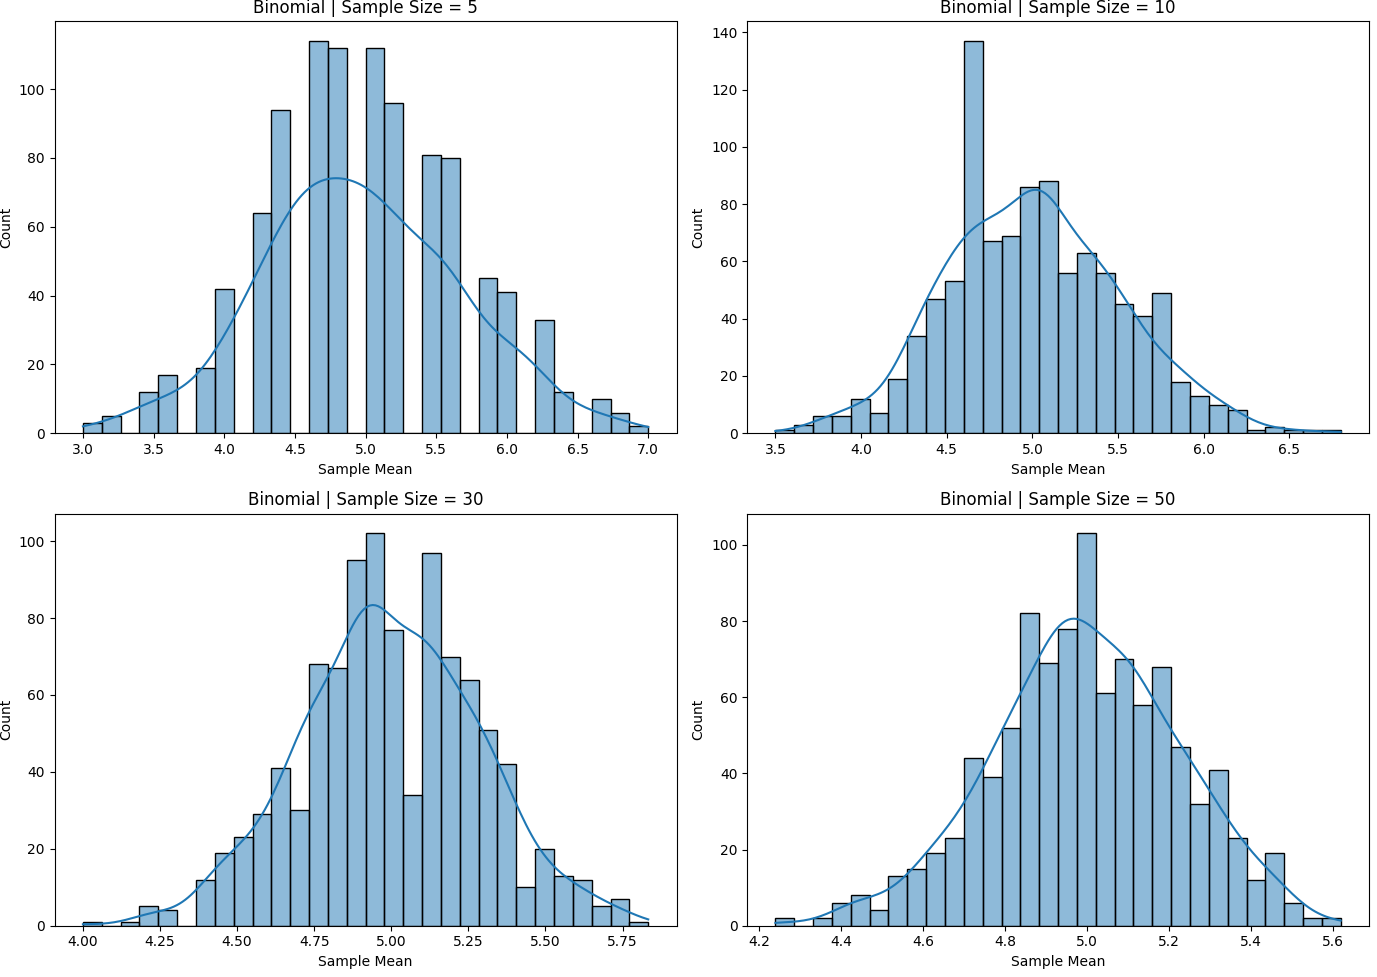 Binomial | Sample Size = 5
Count
100
80
60
40
20
0
3.0 3.5 4.0 4.5 5.0 5.5 6.0 6.5 7.0
Sample Mean
Binomial | Sample Size = 10
Count
140
120
100
80
60
40
20
0
3.5 4.0 4.5 5.0 5.5 6.0 6.5
Sample Mean
Binomial | Sample Size = 30
Count
100
80
60
40
20
0
4.00 4.25 4.50 4.75 5.00 5.25 5.50 5.75
Sample Mean
Binomial | Sample Size = 50
Count
100
80
60
40
20
0
4.2 4.4 4.6 4.8 5.0 5.2 5.4 5.6
Sample Mean